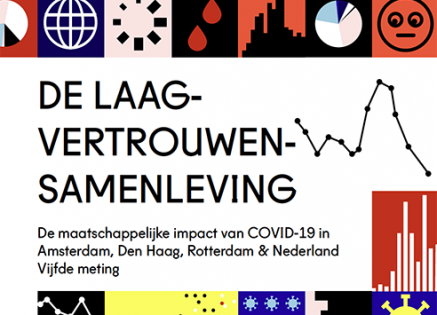 DE LAAG-
VERTROUWEN-
SAMENLEVING
De maatschappelijke impact van COVID-19 in
Amsterdam, Den Haag, Rotterdam & Nederland
Vijfde meting